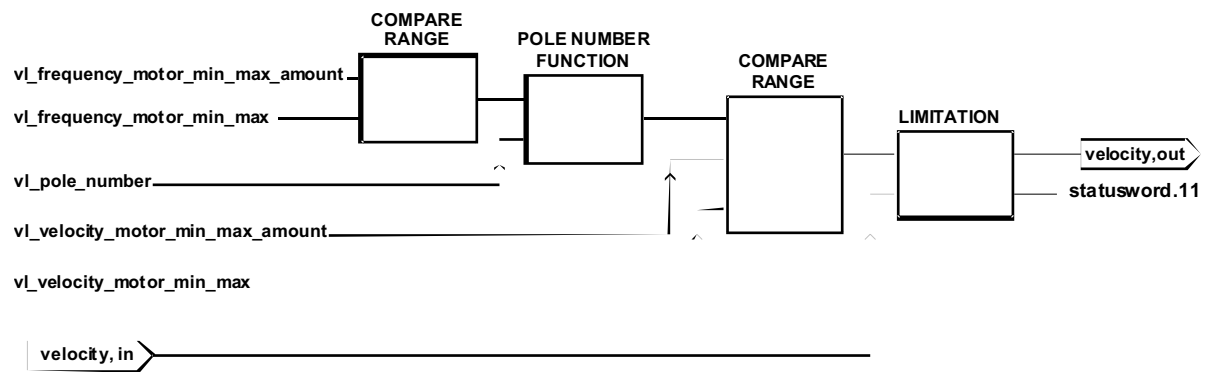 COMPARE
RANGE
POLE NUMBER
FUNCTION
COMPARE
RANGE
LIMITATION
vl_frequency_motor_min_max_amount
vl_frequency_motor_min_max
vl_pole_number
vl_velocity_motor_min_max_amount
vl_velocity_motor_min_max
velocity, in
velocity,out
statusword.11